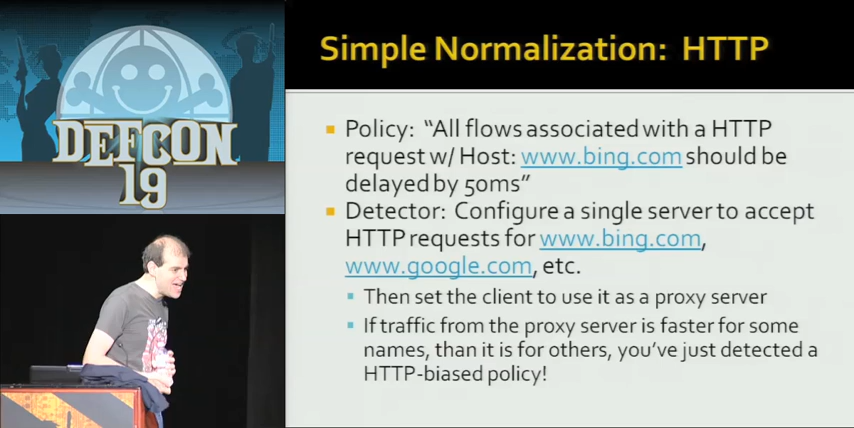 DEFCON
19
Simple Normalization: HTTP
Policy: “All flows associated with a HTTP
request w/ Host: www.bing.com should be
delayed by 50ms”
Detector: Configure a single server to accept
HTTP requests for www.bing.com,
www.google.com, etc.
Then set the client to use it as a proxy server
If traffic from the proxy server is faster for some
names, than it is for others, you’ve just detected a
HTTP-biased policy!